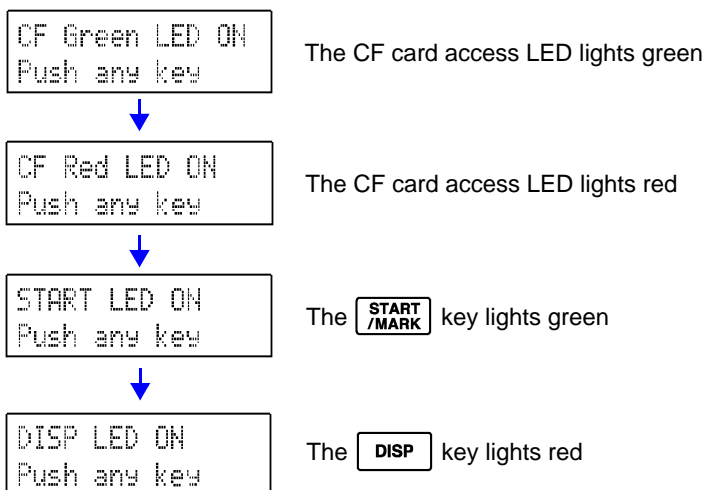 CF Green LED ON
Push any key
The CF card access LED lights green
CF Red LED ON
Push any key
The CF card access LED lights red
START LED ON
Push any key
The START /MARK key lights green
DISP LED ON
Push any key
The DISP key lights red